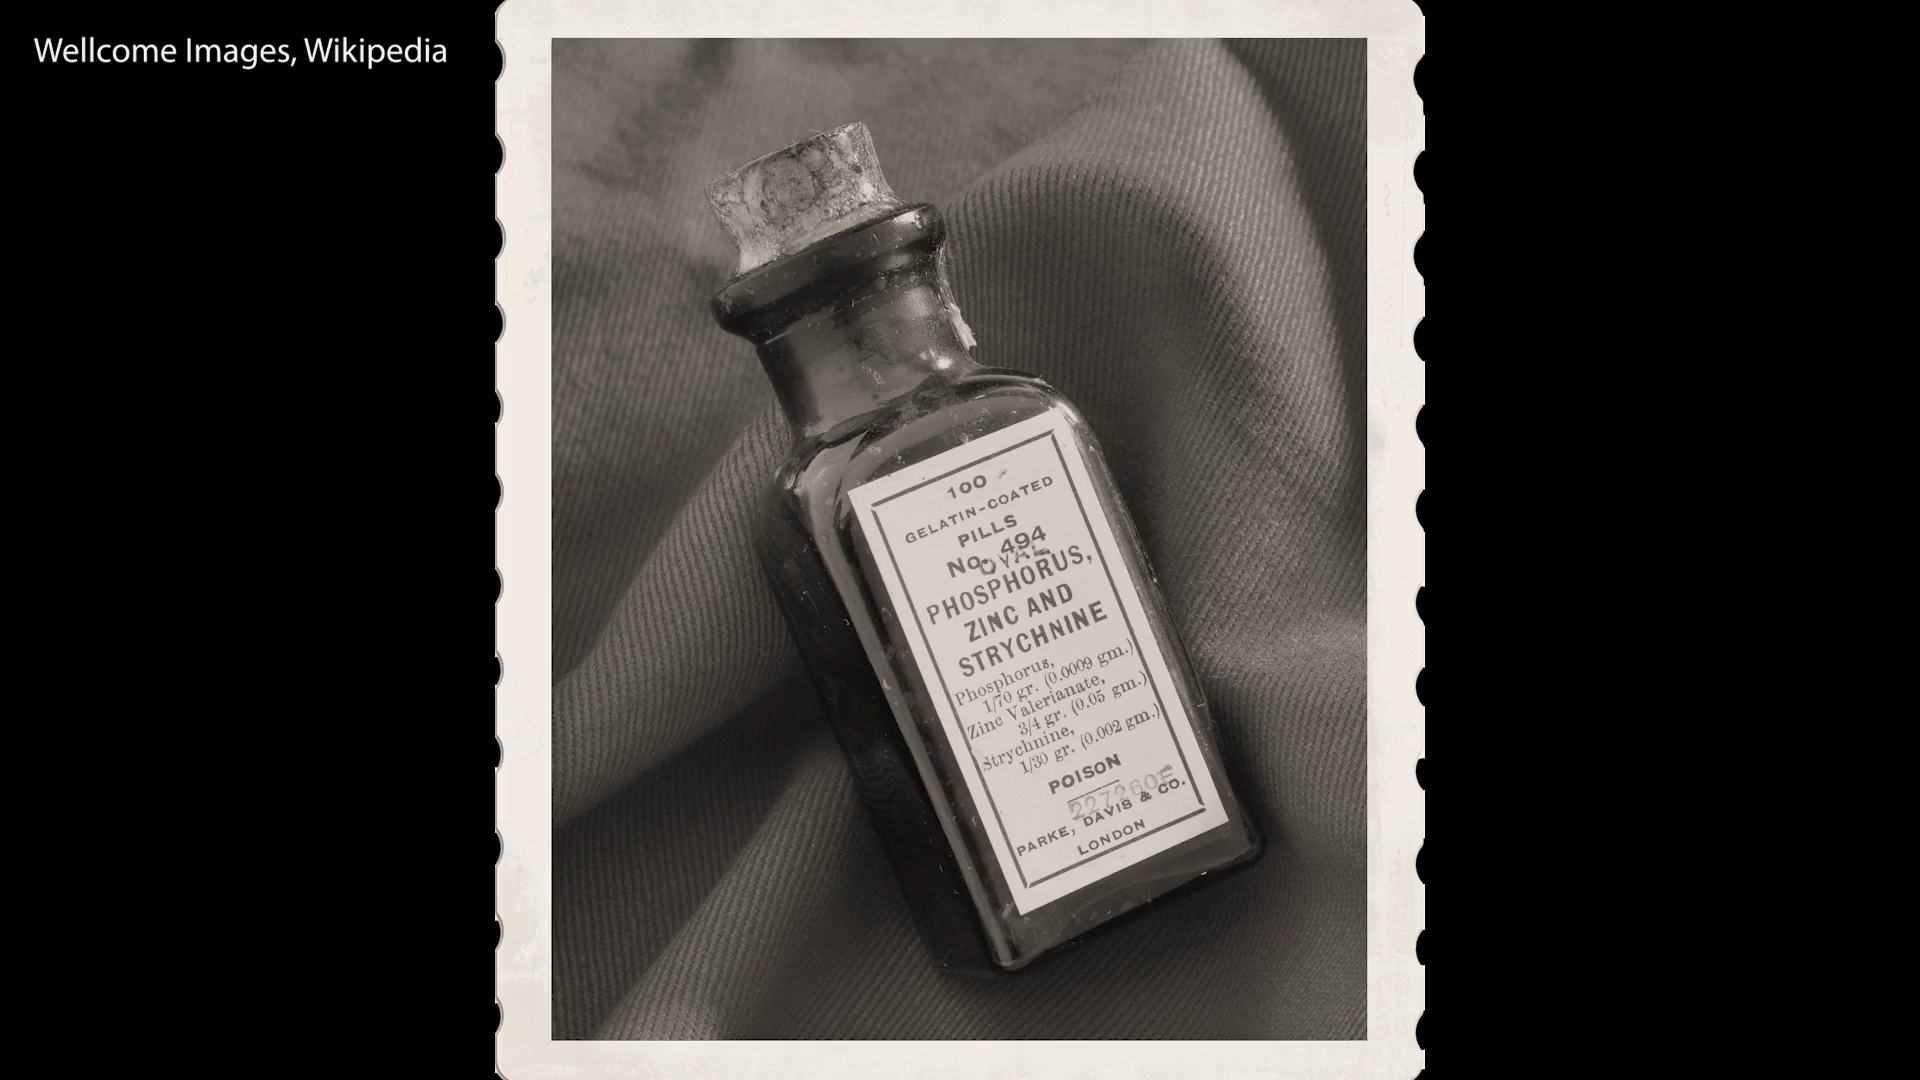 Wellcome Images, Wikipedia
100
GELATIN-COATED
PILLS
No. 494
OVAL
PHOSPHORUS,
ZINC AND
STRYCHNINE
Phosphorus,
1/70 gr. (0.0009 gm.)
Zinc Valerianate,
3/4 gr. (0.05 gm.)
Strychnine,
1/30 gr. (0.002 gm.)
POISON
227260F
PARKE, DAVIS & CO.
LONDON